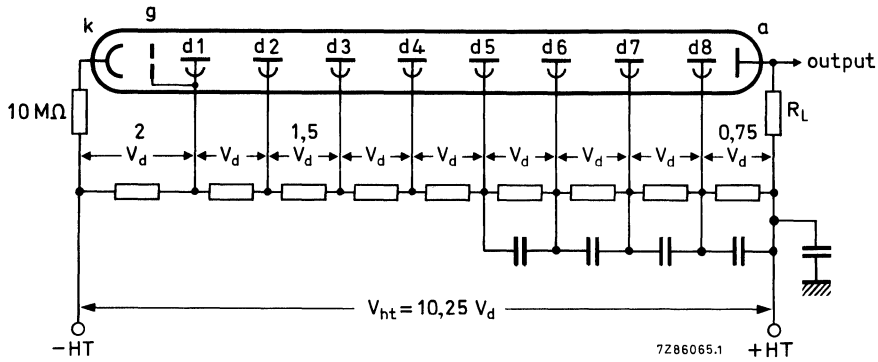 k g a
d1 d2 d3 d4 d5 d6 d7 d8
output
10 MΩ
R_L
2 1,5 0,75
V_d V_d V_d V_d V_d V_d V_d V_d V_d
V_ht = 10,25 V_d
−HT
7Z86065.1
+HT